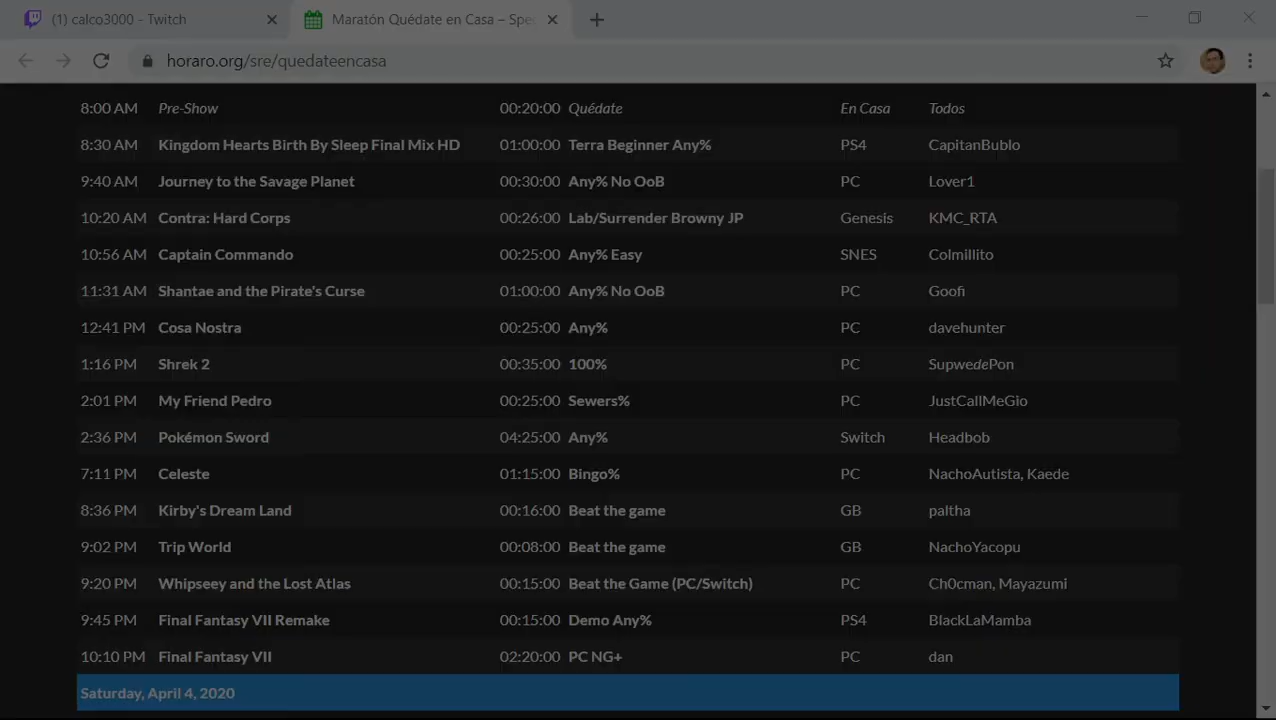 (1) calco3000 - Twitch
Maratón Quédate en Casa – Spee
horaro.org/sre/quedateencasa
8:00 AM Pre-Show 00:20:00 Quédate En Casa Todos
8:30 AM Kingdom Hearts Birth By Sleep Final Mix HD 01:00:00 Terra Beginner Any% PS4 CapitanBublo
9:40 AM Journey to the Savage Planet 00:30:00 Any% No OoB PC Lover1
10:20 AM Contra: Hard Corps 00:26:00 Lab/Surrender Browny JP Genesis KMC_RTA
10:56 AM Captain Commando 00:25:00 Any% Easy SNES Colmillito
11:31 AM Shantae and the Pirate's Curse 01:00:00 Any% No OoB PC Goofi
12:41 PM Cosa Nostra 00:25:00 Any% PC davehunter
1:16 PM Shrek 2 00:35:00 100% PC SupwedePon
2:01 PM My Friend Pedro 00:25:00 Sewers% PC JustCallMeGio
2:36 PM Pokémon Sword 04:25:00 Any% Switch Headbob
7:11 PM Celeste 01:15:00 Bingo% PC NachoAutista, Kaede
8:36 PM Kirby's Dream Land 00:16:00 Beat the game GB paltha
9:02 PM Trip World 00:08:00 Beat the game GB NachoYacopu
9:20 PM Whipseey and the Lost Atlas 00:15:00 Beat the Game (PC/Switch) PC Ch0cman, Mayazumi
9:45 PM Final Fantasy VII Remake 00:15:00 Demo Any% PS4 BlackLaMamba
10:10 PM Final Fantasy VII 02:20:00 PC NG+ PC dan
Saturday, April 4, 2020